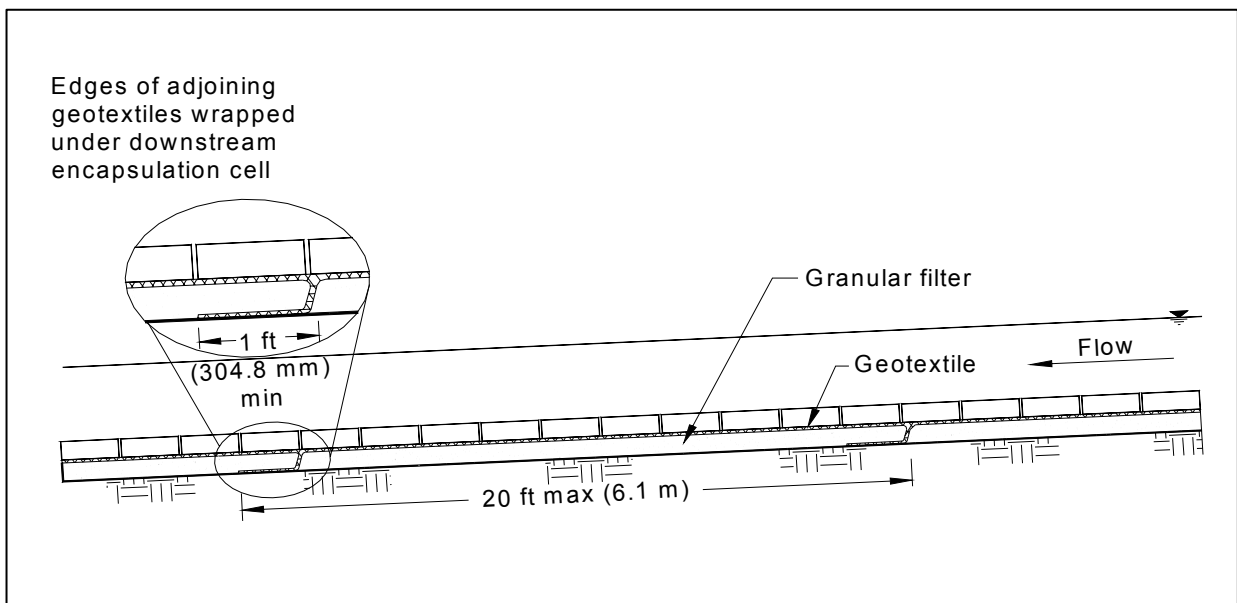 Edges of adjoining
geotextiles wrapped
under downstream
encapsulation cell
Granular filter
1 ft
(304.8 mm)
min
Flow
Geotextile
20 ft max (6.1 m)